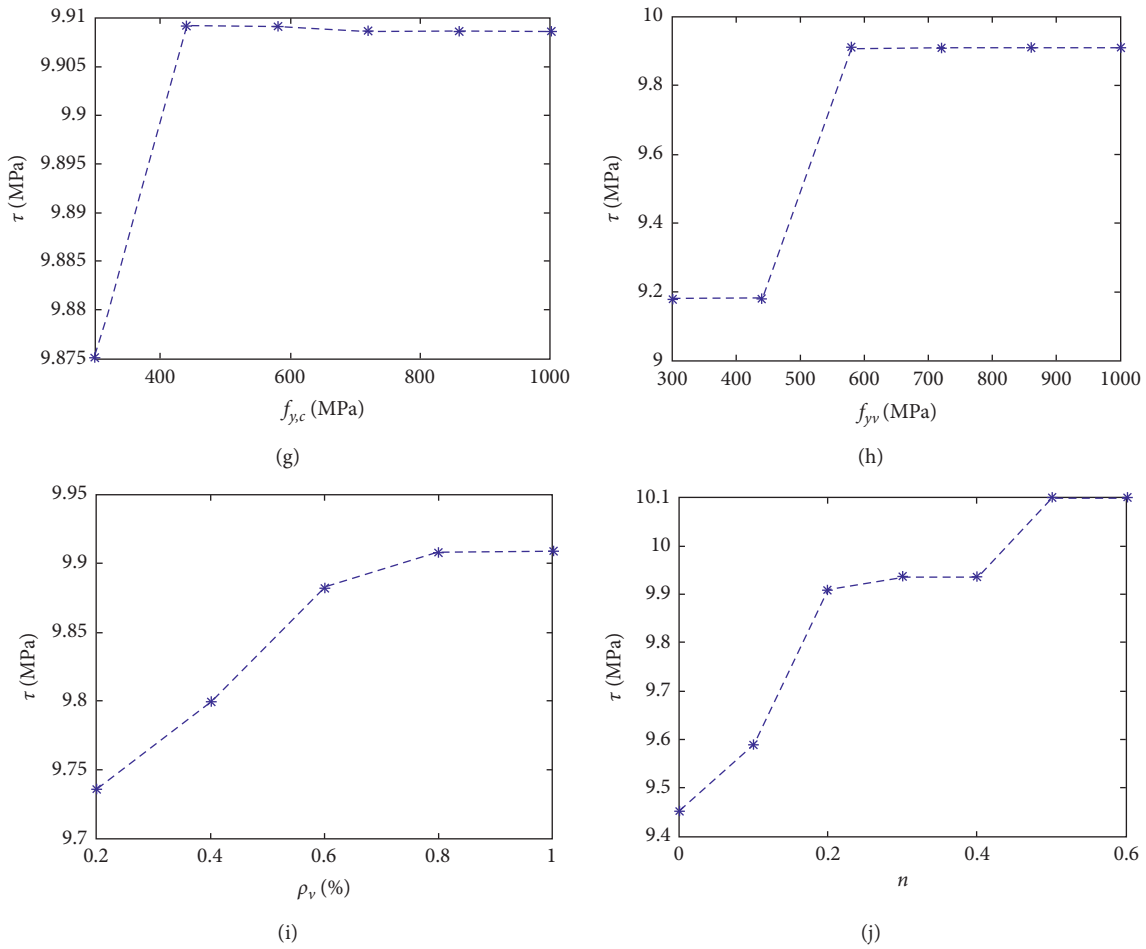 9.91
9.905
9.9
9.895
9.89
9.885
9.88
9.875
τ (MPa)
400 600 800 1000
f_{y,c} (MPa)
(g)
10
9.8
9.6
9.4
9.2
9
τ (MPa)
300 400 500 600 700 800 900 1000
f_{yv} (MPa)
(h)
9.95
9.9
9.85
9.8
9.75
9.7
τ (MPa)
0.2 0.4 0.6 0.8 1
ρ_v (%)
(i)
10.1
10
9.9
9.8
9.7
9.6
9.5
9.4
τ (MPa)
0 0.2 0.4 0.6
n
(j)